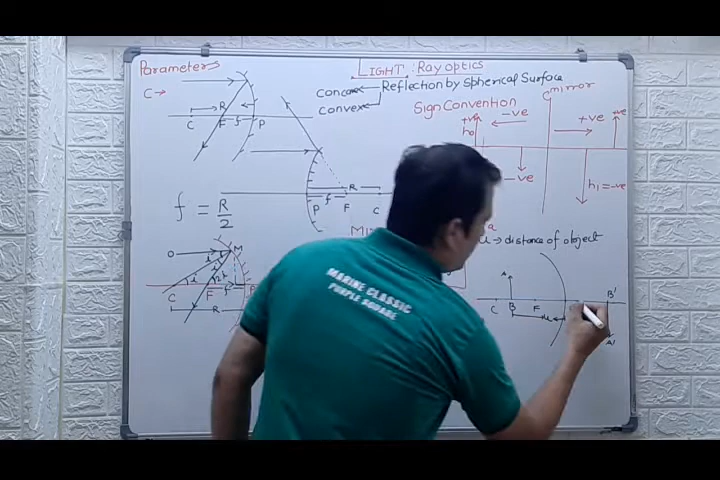 LIGHT : Ray optics
Parameters
C→
Reflection by Spherical Surface
concave
convex
Sign Convention
mirror
+ve
−ve
+ve
+ve
h₀
−ve
h₁ = −ve
C
F
R
f
P
R
f
P
F
C
f = R/2
u → distance of object
O
M
i
i
r
C
F
f
P
R
A
C
B
F
u
B'
A'
MARINE CLASSIC
PURPLE SQUARE